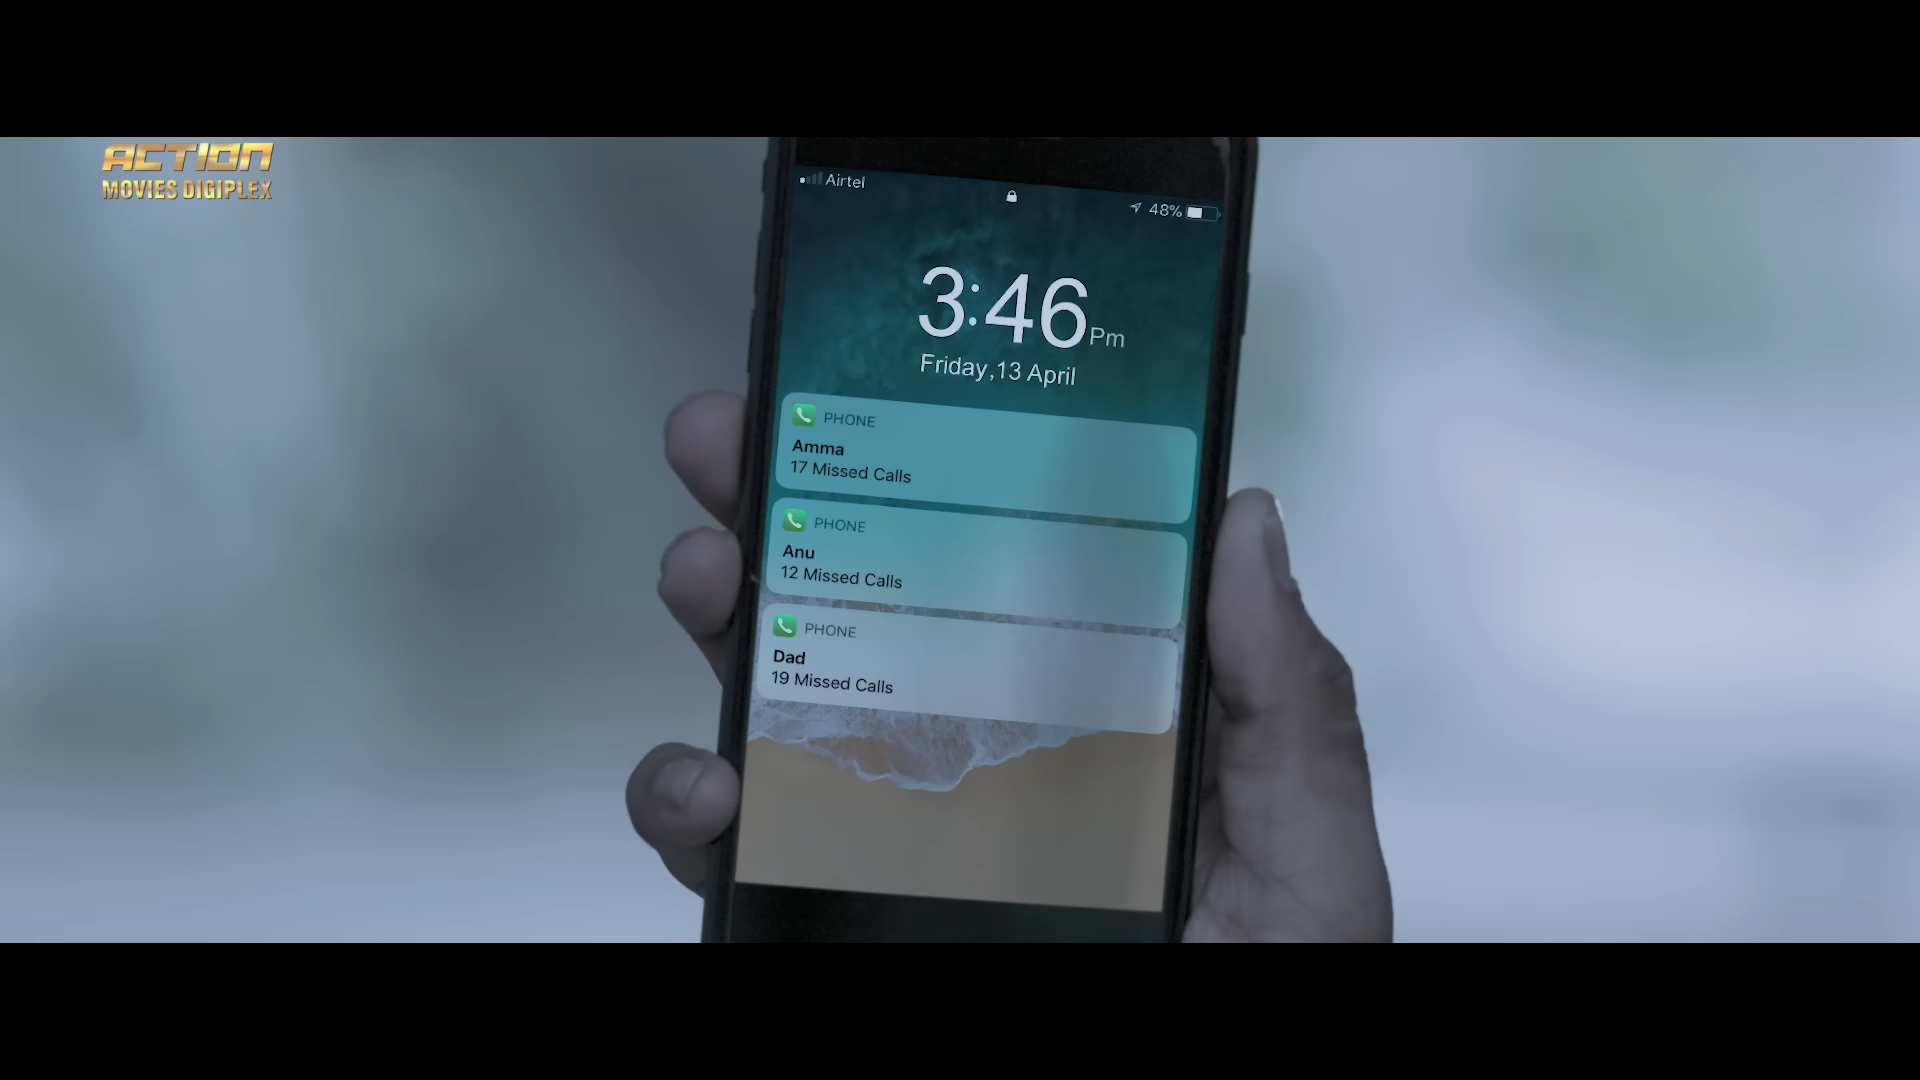 ACTION
MOVIES DIGIPLEX
Airtel
48%
3:46 Pm
Friday,13 April
PHONE
Amma
17 Missed Calls
PHONE
Anu
12 Missed Calls
PHONE
Dad
19 Missed Calls